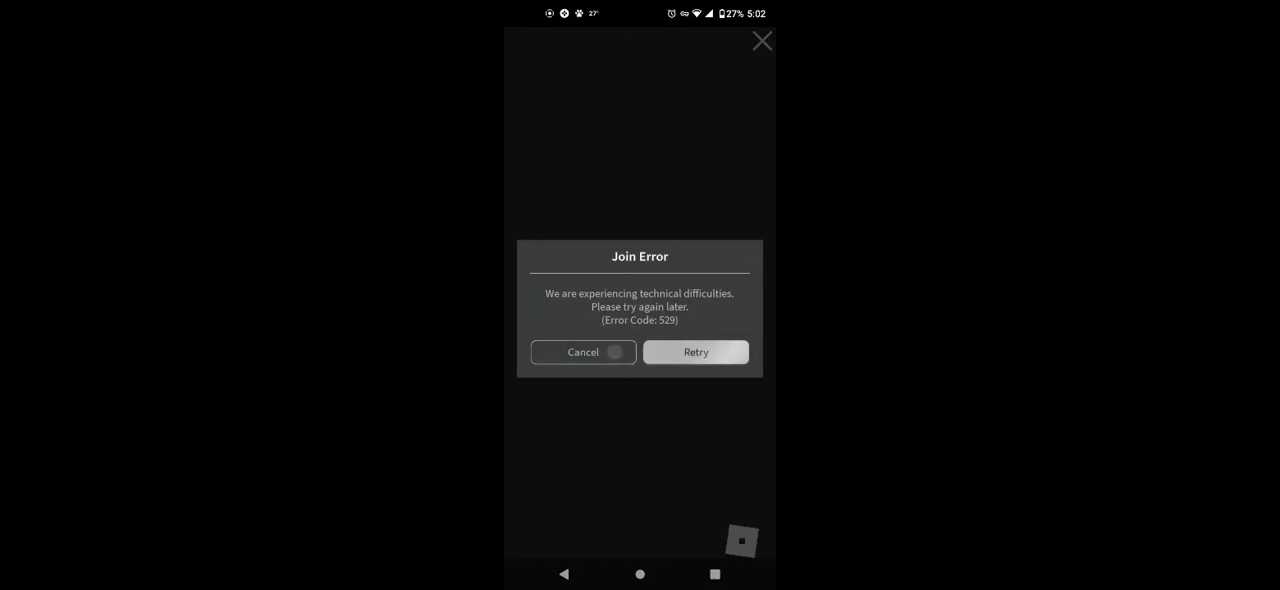 27°
27% 5:02
Join Error
We are experiencing technical difficulties.
Please try again later.
(Error Code: 529)
Cancel
Retry